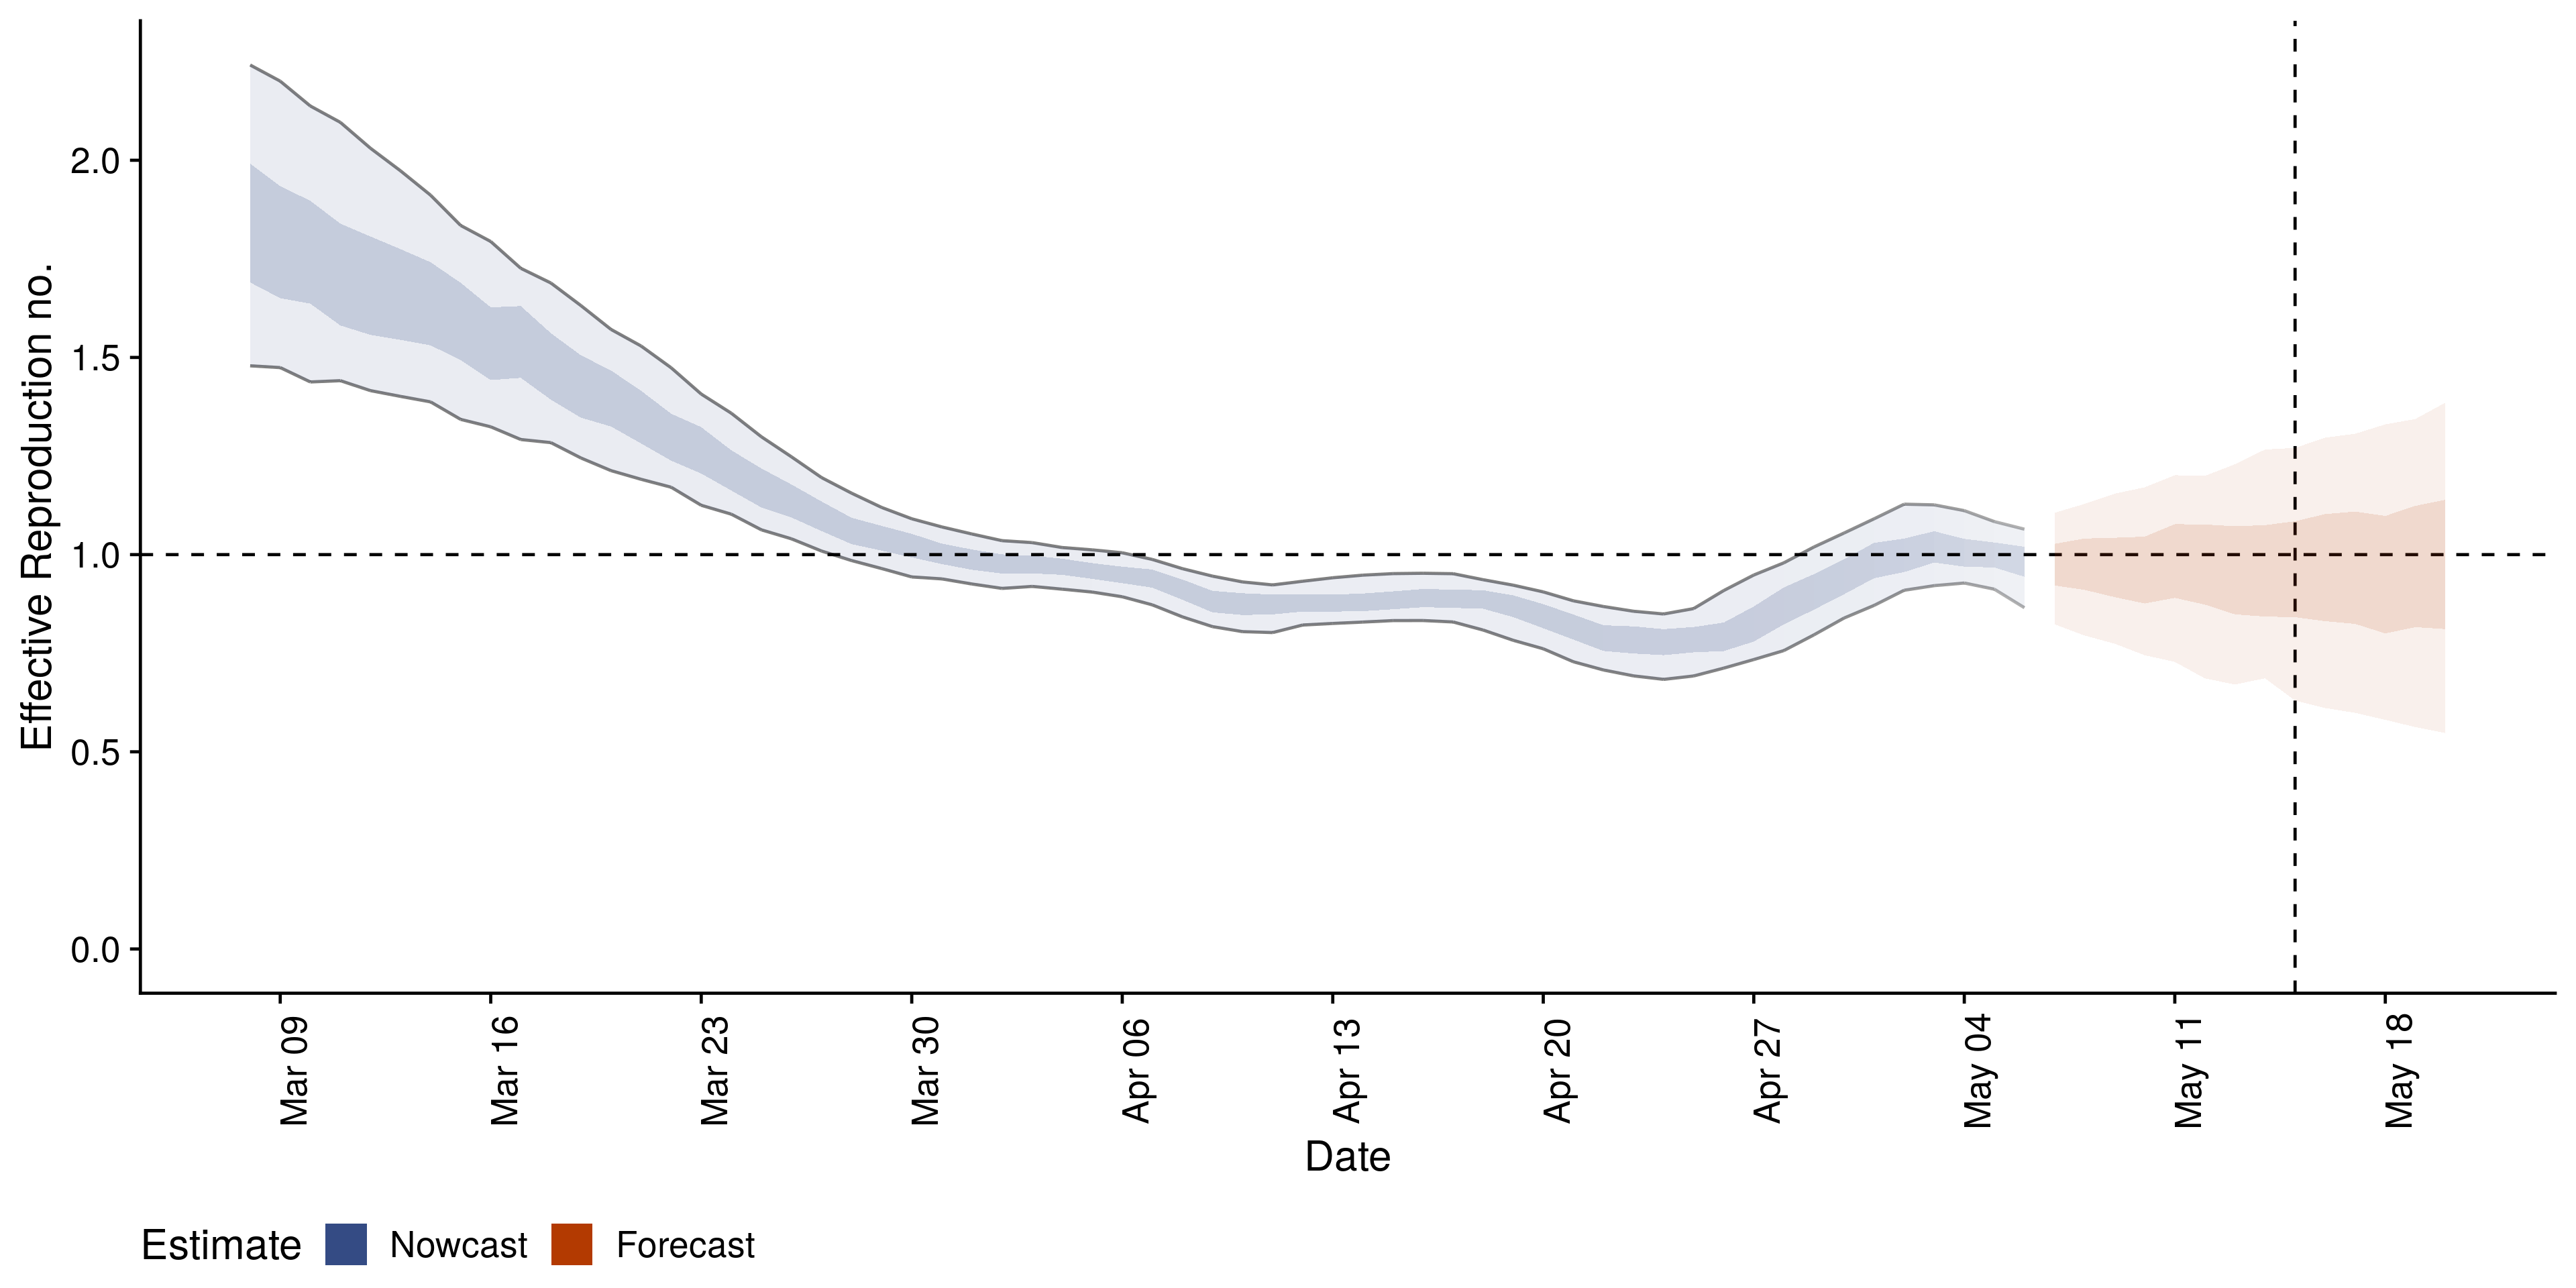 Effective Reproduction no.
2.0
1.5
1.0
0.5
0.0
Mar 09
Mar 16
Mar 23
Mar 30
Apr 06
Apr 13
Apr 20
Apr 27
May 04
May 11
May 18
Date
Estimate Nowcast Forecast